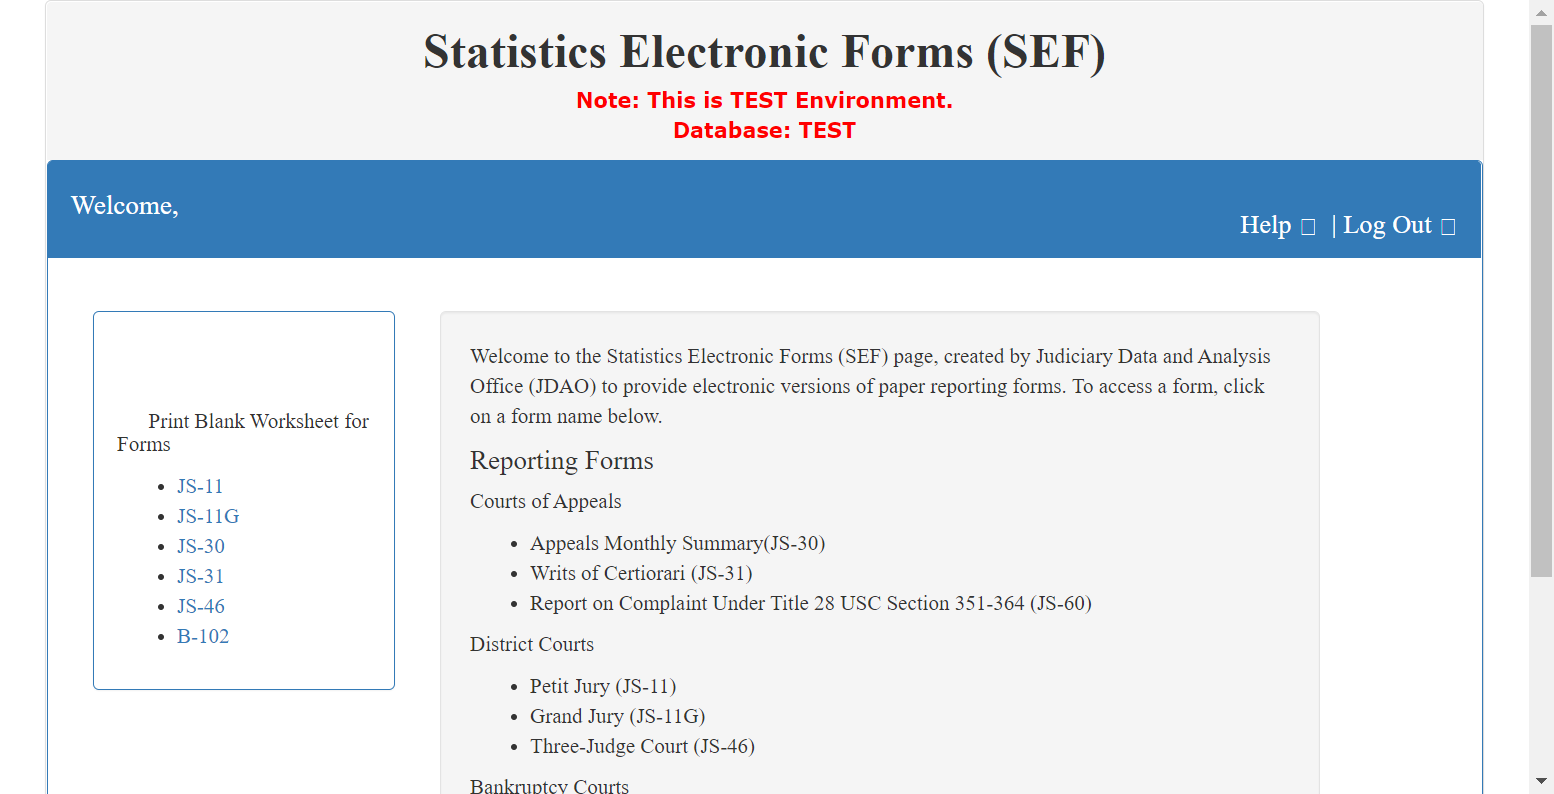 Statistics Electronic Forms (SEF)
Note: This is TEST Environment.
Database: TEST
Welcome,
Help | Log Out
Print Blank Worksheet for
Forms
JS-11
JS-11G
JS-30
JS-31
JS-46
B-102
Welcome to the Statistics Electronic Forms (SEF) page, created by Judiciary Data and Analysis
Office (JDAO) to provide electronic versions of paper reporting forms. To access a form, click
on a form name below.
Reporting Forms
Courts of Appeals
Appeals Monthly Summary(JS-30)
Writs of Certiorari (JS-31)
Report on Complaint Under Title 28 USC Section 351-364 (JS-60)
District Courts
Petit Jury (JS-11)
Grand Jury (JS-11G)
Three-Judge Court (JS-46)
Bankruptcy Courts